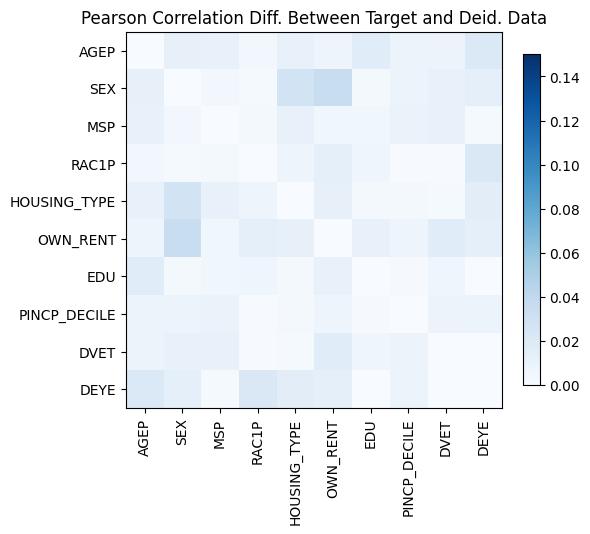 Pearson Correlation Diff. Between Target and Deid. Data
AGEP
SEX
MSP
RAC1P
HOUSING_TYPE
OWN_RENT
EDU
PINCP_DECILE
DVET
DEYE
AGEP
SEX
MSP
RAC1P
HOUSING_TYPE
OWN_RENT
EDU
PINCP_DECILE
DVET
DEYE
0.14
0.12
0.10
0.08
0.06
0.04
0.02
0.00